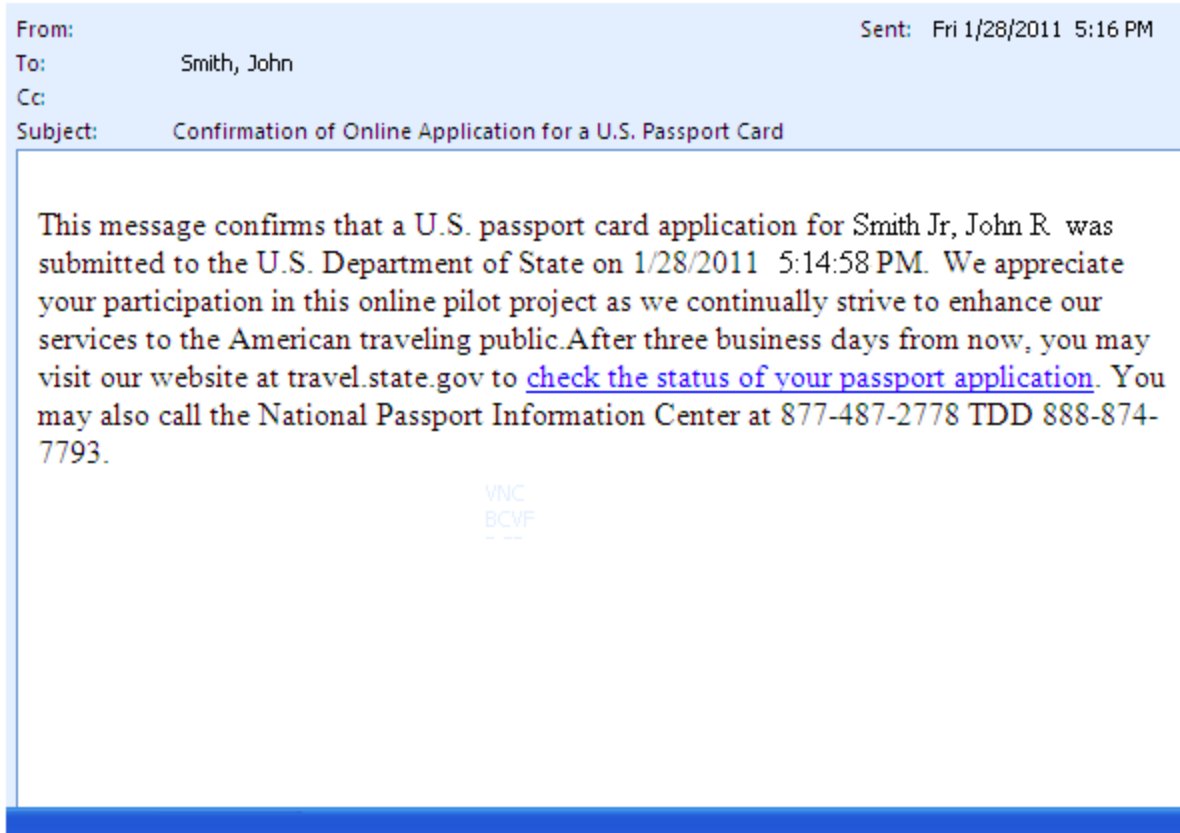 From: Sent: Fri 1/28/2011 5:16 PM
To: Smith, John
Cc:
Subject: Confirmation of Online Application for a U.S. Passport Card
This message confirms that a U.S. passport card application for Smith Jr, John R was
submitted to the U.S. Department of State on 1/28/2011 5:14:58 PM. We appreciate
your participation in this online pilot project as we continually strive to enhance our
services to the American traveling public.After three business days from now, you may
visit our website at travel.state.gov to check the status of your passport application. You
may also call the National Passport Information Center at 877-487-2778 TDD 888-874-
7793.
VNC
BCVF